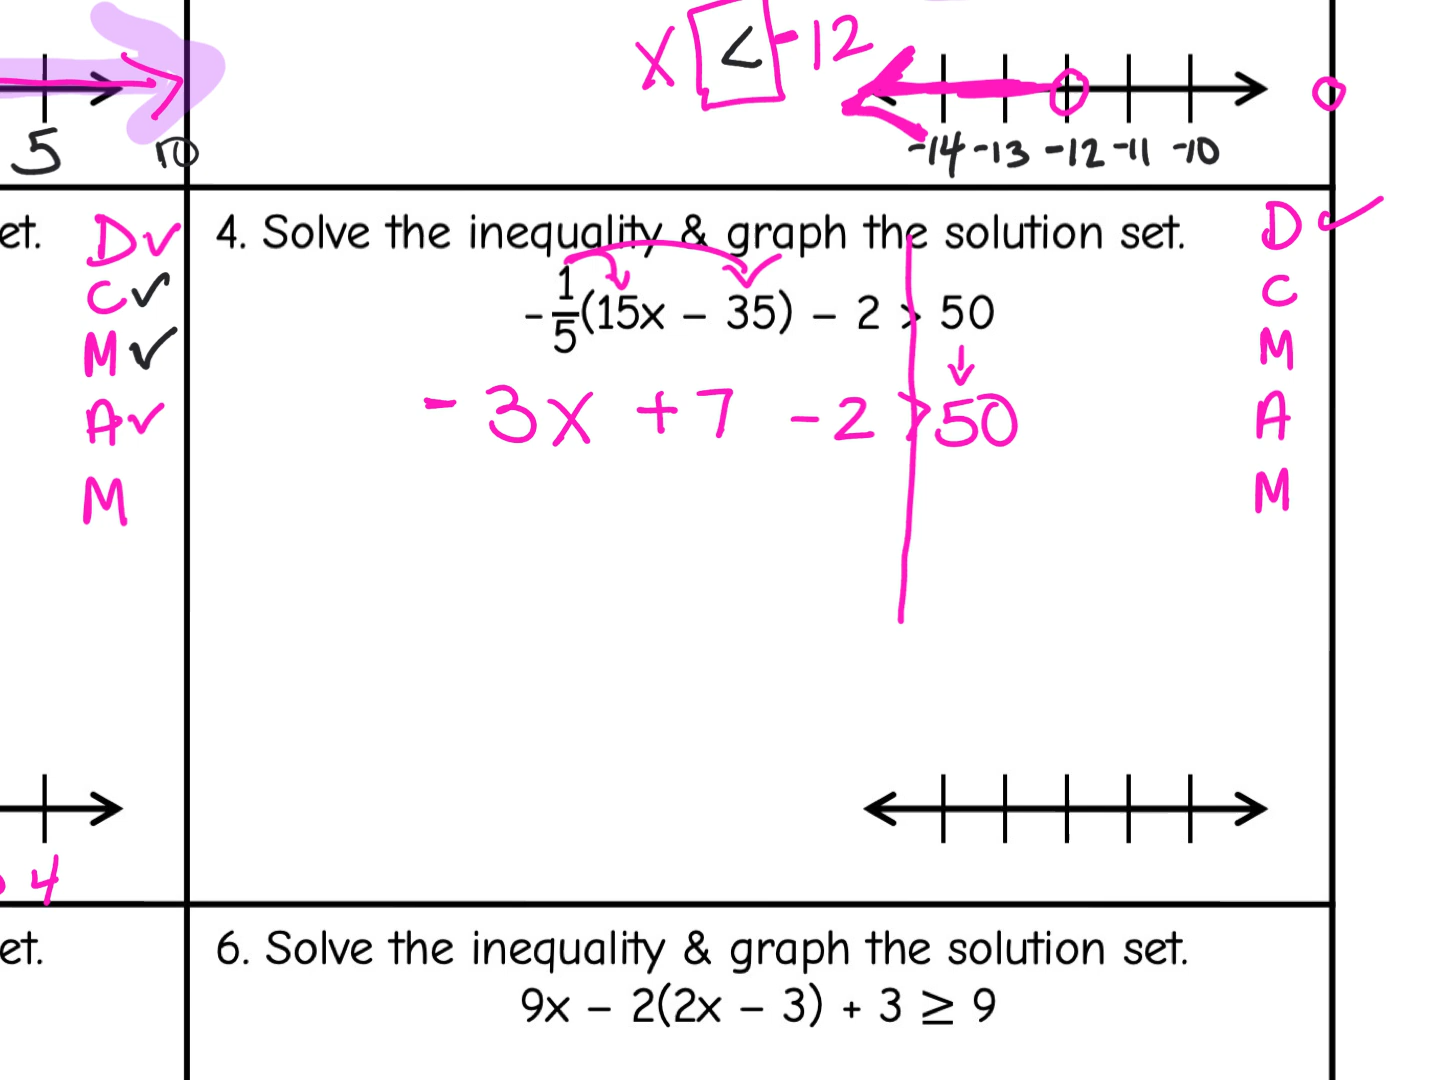 x < -12
-14 -13 -12 -11 -10
5 10
et. D✓
C✓
M✓
A✓
M
4. Solve the inequality & graph the solution set. D✓
-1/5(15x - 35) - 2 > 50 C
M
-3x +7 -2 > 50 A
M
4
et.
6. Solve the inequality & graph the solution set.
9x - 2(2x - 3) + 3 ≥ 9